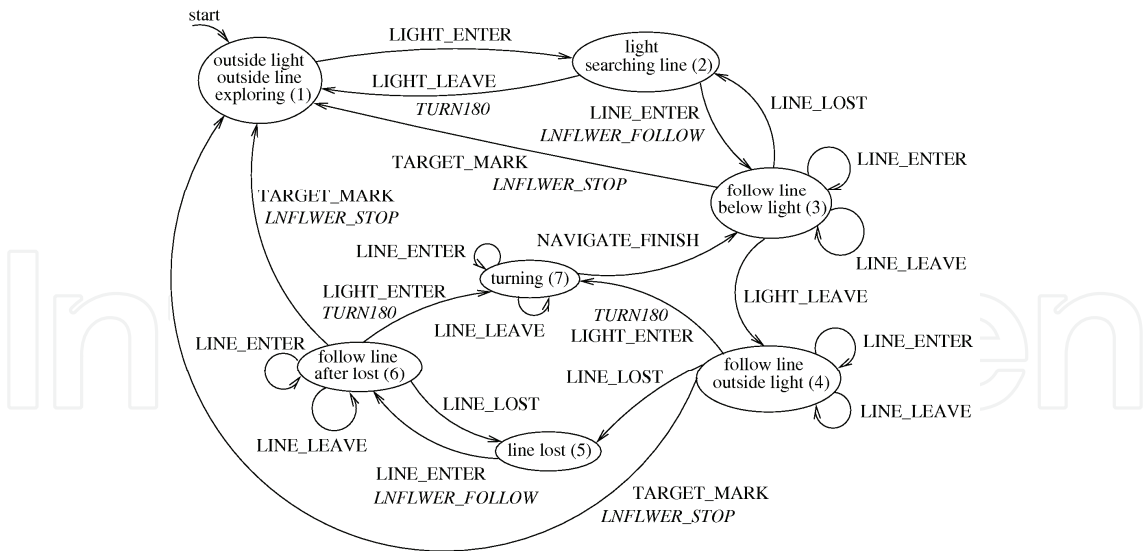 start
LIGHT_ENTER
outside light
outside line
exploring (1)
light
searching line (2)
LIGHT_LEAVE
TURN180
LINE_ENTER
LNFLWER_FOLLOW
LINE_LOST
TARGET_MARK
LNFLWER_STOP
LINE_ENTER
follow line
below light (3)
LINE_LEAVE
TARGET_MARK
LNFLWER_STOP
LINE_ENTER
NAVIGATE_FINISH
turning (7)
LIGHT_ENTER
TURN180
LINE_LEAVE
LIGHT_LEAVE
TURN180
LIGHT_ENTER
LINE_ENTER
follow line
after lost (6)
LINE_LEAVE
LINE_LOST
LINE_LOST
follow line
outside light (4)
LINE_ENTER
LINE_LEAVE
line lost (5)
LINE_ENTER
LNFLWER_FOLLOW
TARGET_MARK
LNFLWER_STOP
In
en